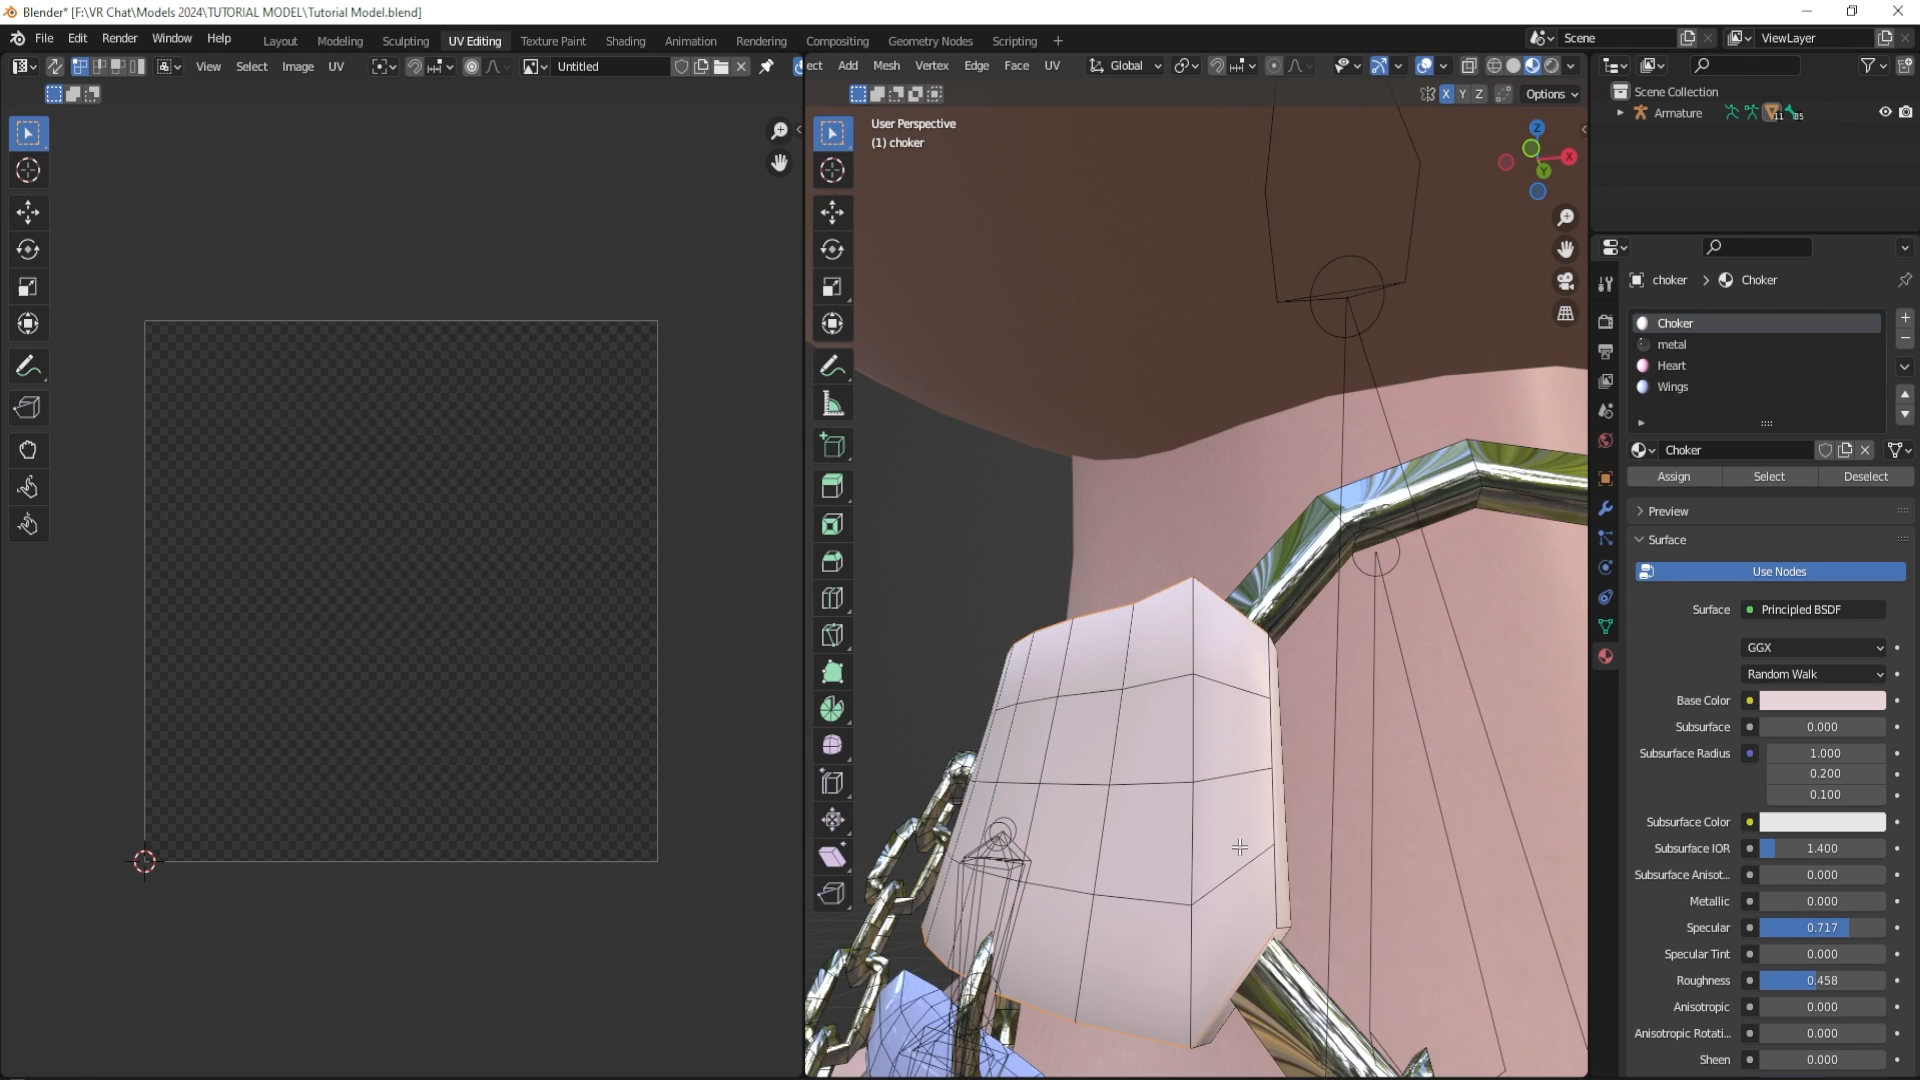 Blender* [F:\VR Chat\Models 2024\TUTORIAL MODEL\Tutorial Model.blend]
File Edit Render Window Help
Layout Modeling Sculpting UV Editing Texture Paint Shading Animation Rendering Compositing Geometry Nodes Scripting +
Scene
ViewLayer
View Select Image UV
Untitled
ect Add Mesh Vertex Edge Face UV
Global
X Y Z
Options
User Perspective
(1) choker
Z
X
Y
Scene Collection
Armature
11
85
choker > Choker
Choker
metal
Heart
Wings
Choker
Assign Select Deselect
Preview
Surface
Use Nodes
Surface Principled BSDF
GGX
Random Walk
Base Color
Subsurface 0.000
Subsurface Radius 1.000
0.200
0.100
Subsurface Color
Subsurface IOR 1.400
Subsurface Anisot... 0.000
Metallic 0.000
Specular 0.717
Specular Tint 0.000
Roughness 0.458
Anisotropic 0.000
Anisotropic Rotati... 0.000
Sheen 0.000